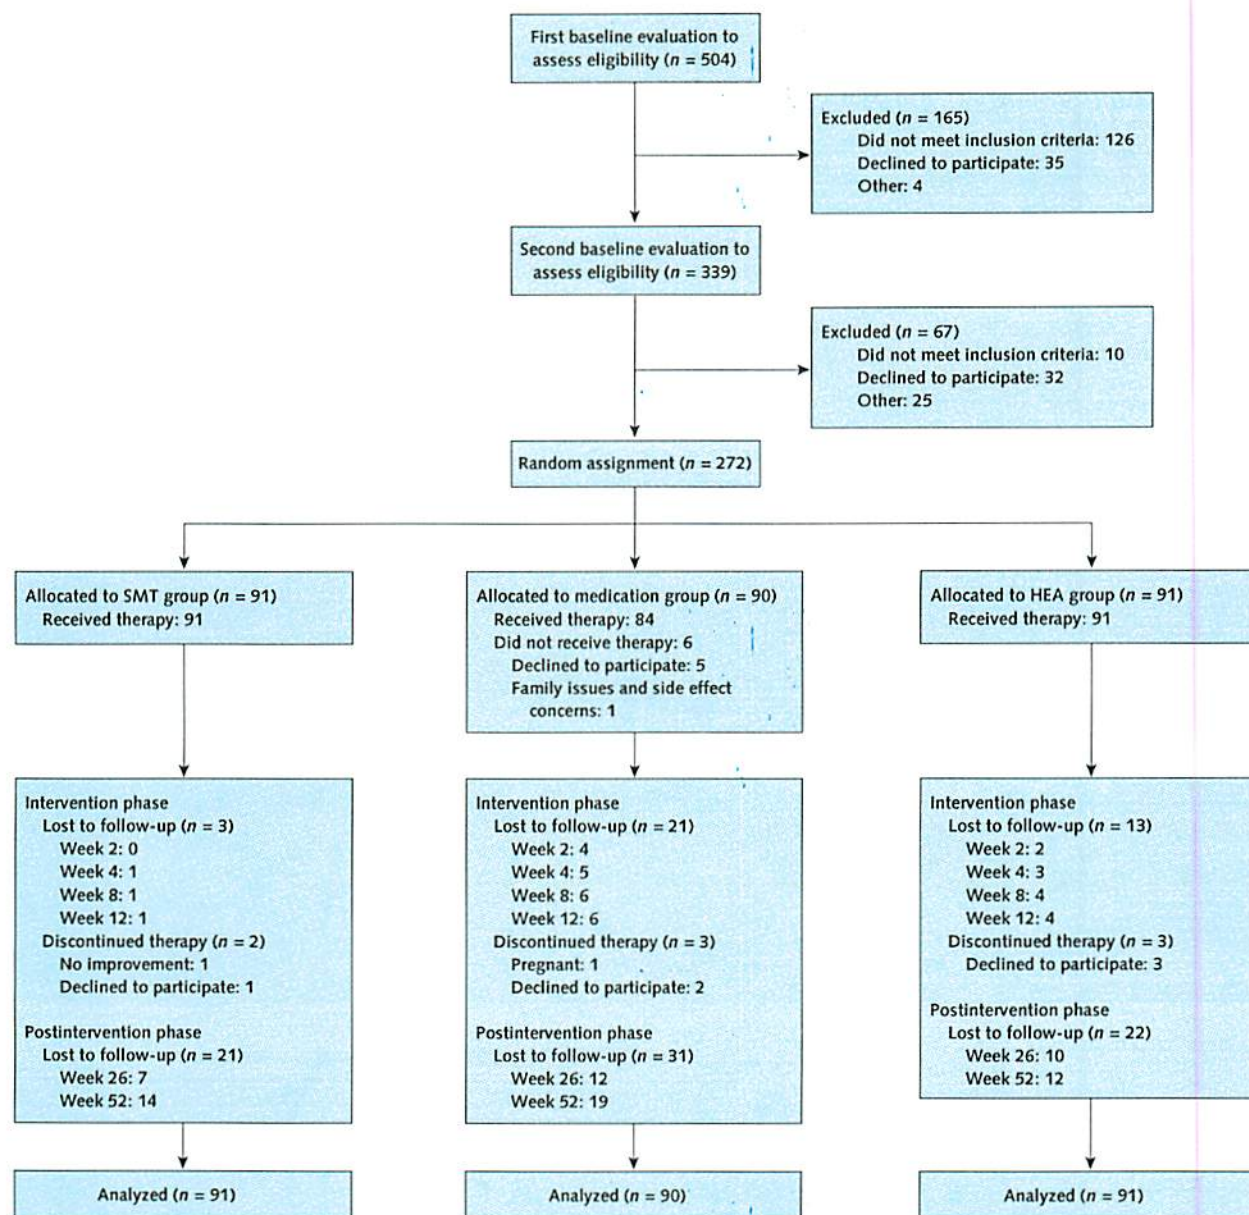 First baseline evaluation to
assess eligibility (n = 504)
Excluded (n = 165)
Did not meet inclusion criteria: 126
Declined to participate: 35
Other: 4
Second baseline evaluation to
assess eligibility (n = 339)
Excluded (n = 67)
Did not meet inclusion criteria: 10
Declined to participate: 32
Other: 25
Random assignment (n = 272)
Allocated to SMT group (n = 91)
Received therapy: 91
Allocated to medication group (n = 90)
Received therapy: 84
Did not receive therapy: 6
Declined to participate: 5
Family issues and side effect
concerns: 1
Allocated to HEA group (n = 91)
Received therapy: 91
Intervention phase
Lost to follow-up (n = 3)
Week 2: 0
Week 4: 1
Week 8: 1
Week 12: 1
Discontinued therapy (n = 2)
No improvement: 1
Declined to participate: 1
Postintervention phase
Lost to follow-up (n = 21)
Week 26: 7
Week 52: 14
Intervention phase
Lost to follow-up (n = 21)
Week 2: 4
Week 4: 5
Week 8: 6
Week 12: 6
Discontinued therapy (n = 3)
Pregnant: 1
Declined to participate: 2
Postintervention phase
Lost to follow-up (n = 31)
Week 26: 12
Week 52: 19
Intervention phase
Lost to follow-up (n = 13)
Week 2: 2
Week 4: 3
Week 8: 4
Week 12: 4
Discontinued therapy (n = 3)
Declined to participate: 3
Postintervention phase
Lost to follow-up (n = 22)
Week 26: 10
Week 52: 12
Analyzed (n = 91)
Analyzed (n = 90)
Analyzed (n = 91)